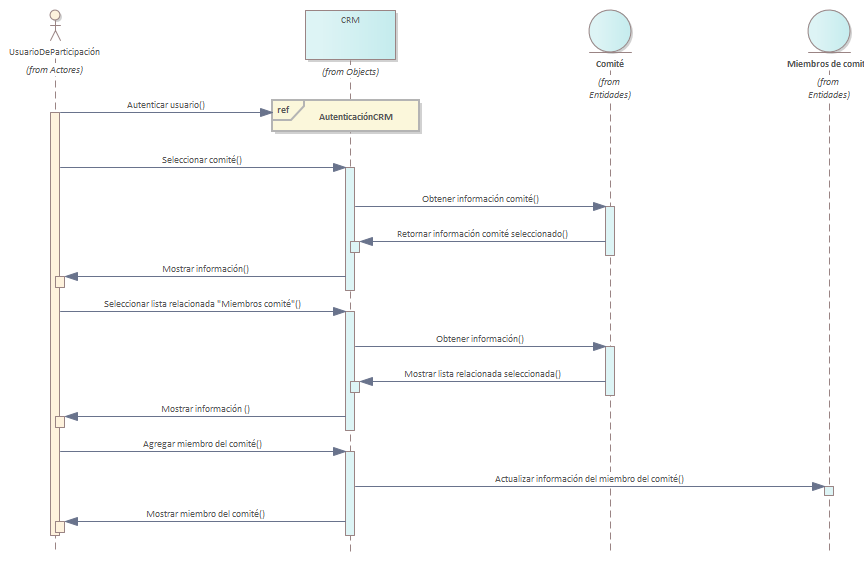 CRM
UsuarioDeParticipación
(from Actores)
(from Objects)
Comité
(from
Entidades)
Miembros de comit
(from
Entidades)
Autenticar usuario()
ref
AutenticaciónCRM
Seleccionar comité()
Obtener información comité()
Retornar información comité seleccionado()
Mostrar información()
Seleccionar lista relacionada "Miembros comité"()
Obtener información()
Mostrar lista relacionada seleccionada()
Mostrar información ()
Agregar miembro del comité()
Actualizar información del miembro del comité()
Mostrar miembro del comité()